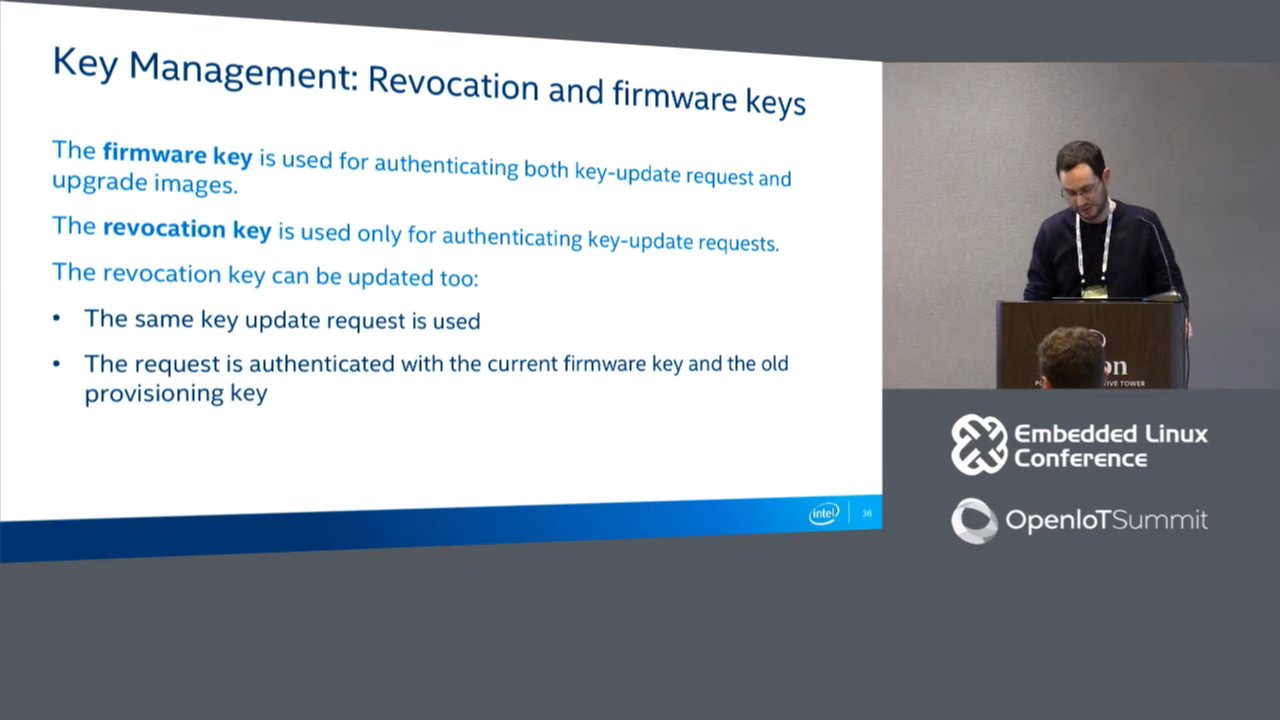 Key Management: Revocation and firmware keys
The firmware key is used for authenticating both key-update request and
upgrade images.
The revocation key is used only for authenticating key-update requests.
The revocation key can be updated too:
• The same key update request is used
• The request is authenticated with the current firmware key and the old
provisioning key
intel
36
Embedded Linux
Conference
OpenIoTSummit